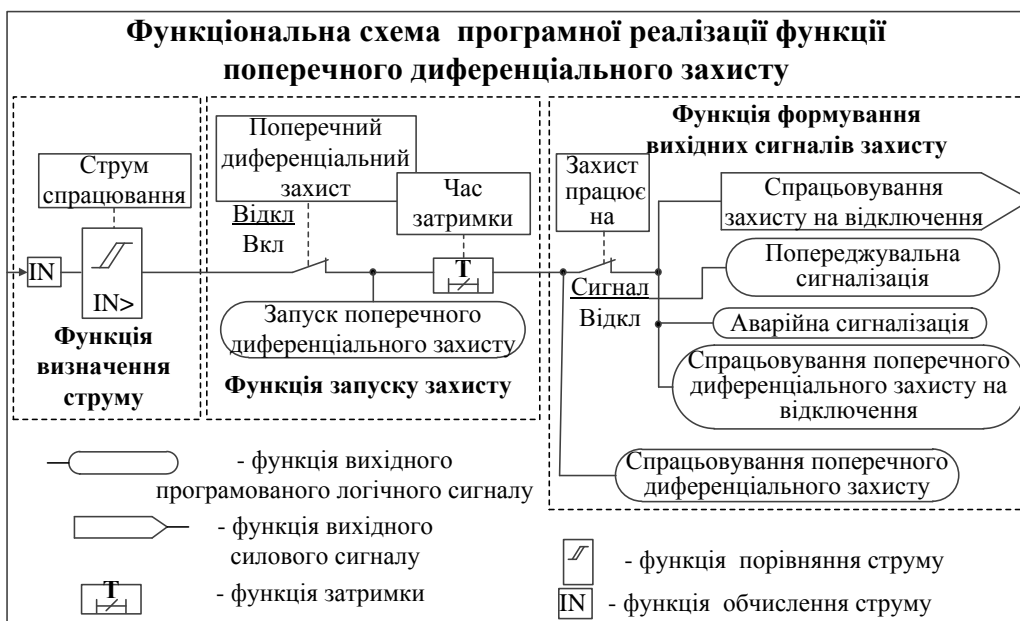 Функціональна схема програмної реалізації функції
поперечного диференціального захисту
Струм
спрацювання
IN
IN>
Функція
визначення
струму
Поперечний
диференціальний
захист
Відкл
Вкл
Час
затримки
T
Запуск поперечного
диференціального захисту
Функція запуску захисту
Функція формування
вихідних сигналів захисту
Захист
працює
на
Сигнал
Відкл
Спрацьовування
захисту на відключення
Попереджувальна
сигналізація
Аварійна сигналізація
Спрацьовування поперечного
диференціального захисту на
відключення
Спрацьовування поперечного
диференціального захисту
- функція вихідного
програмованого логічного сигналу
- функція вихідного
силового сигналу
T
- функція затримки
- функція порівняння струму
IN
- функція обчислення струму